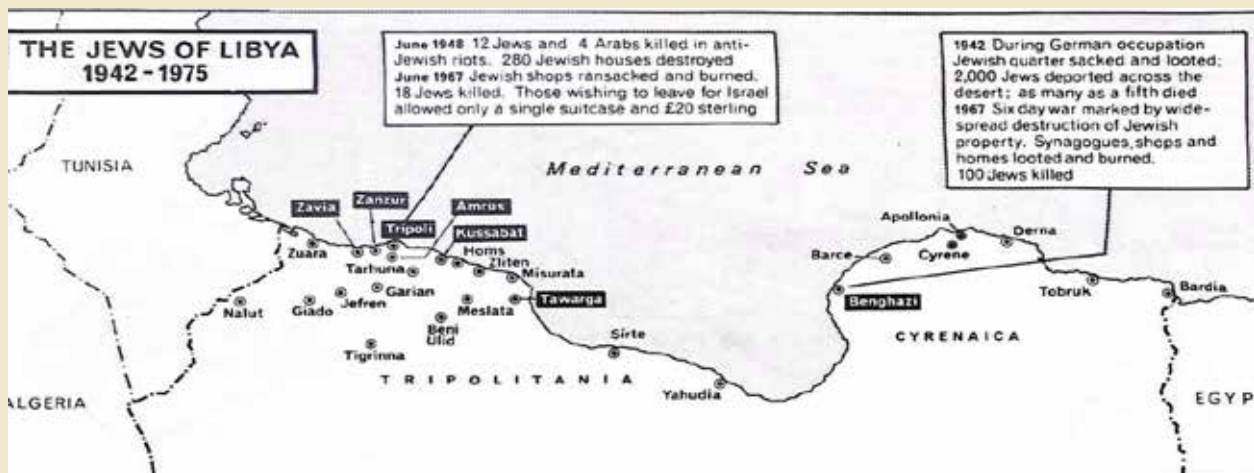 THE JEWS OF LIBYA
1942-1975
June 1948 12 Jews and 4 Arabs killed in anti-
Jewish riots. 280 Jewish houses destroyed
June 1967 Jewish shops ransacked and burned.
18 Jews killed. Those wishing to leave for Israel
allowed only a single suitcase and £20 sterling
1942 During German occupation
Jewish quarter sacked and looted;
2,000 Jews deported across the
desert; as many as a fifth died
1967 Six day war marked by wide-
spread destruction of Jewish
property. Synagogues, shops and
homes looted and burned.
100 Jews killed
TUNISIA
Mediterranean Sea
Zavia
Zanzur
Tripoli
Amrus
Kussabat
Zuara
Tarhuna
Homs
Zliten
Misurata
Nalut
Giado
Jefren
Garian
Meslata
Tawarga
Beni
Ulid
Tigrinna
Sirte
Yahudia
Barce
Apollonia
Cyrene
Derna
Benghazi
Tobruk
Bardia
CYRENAICA
TRIPOLITANIA
ALGERIA
EGYP